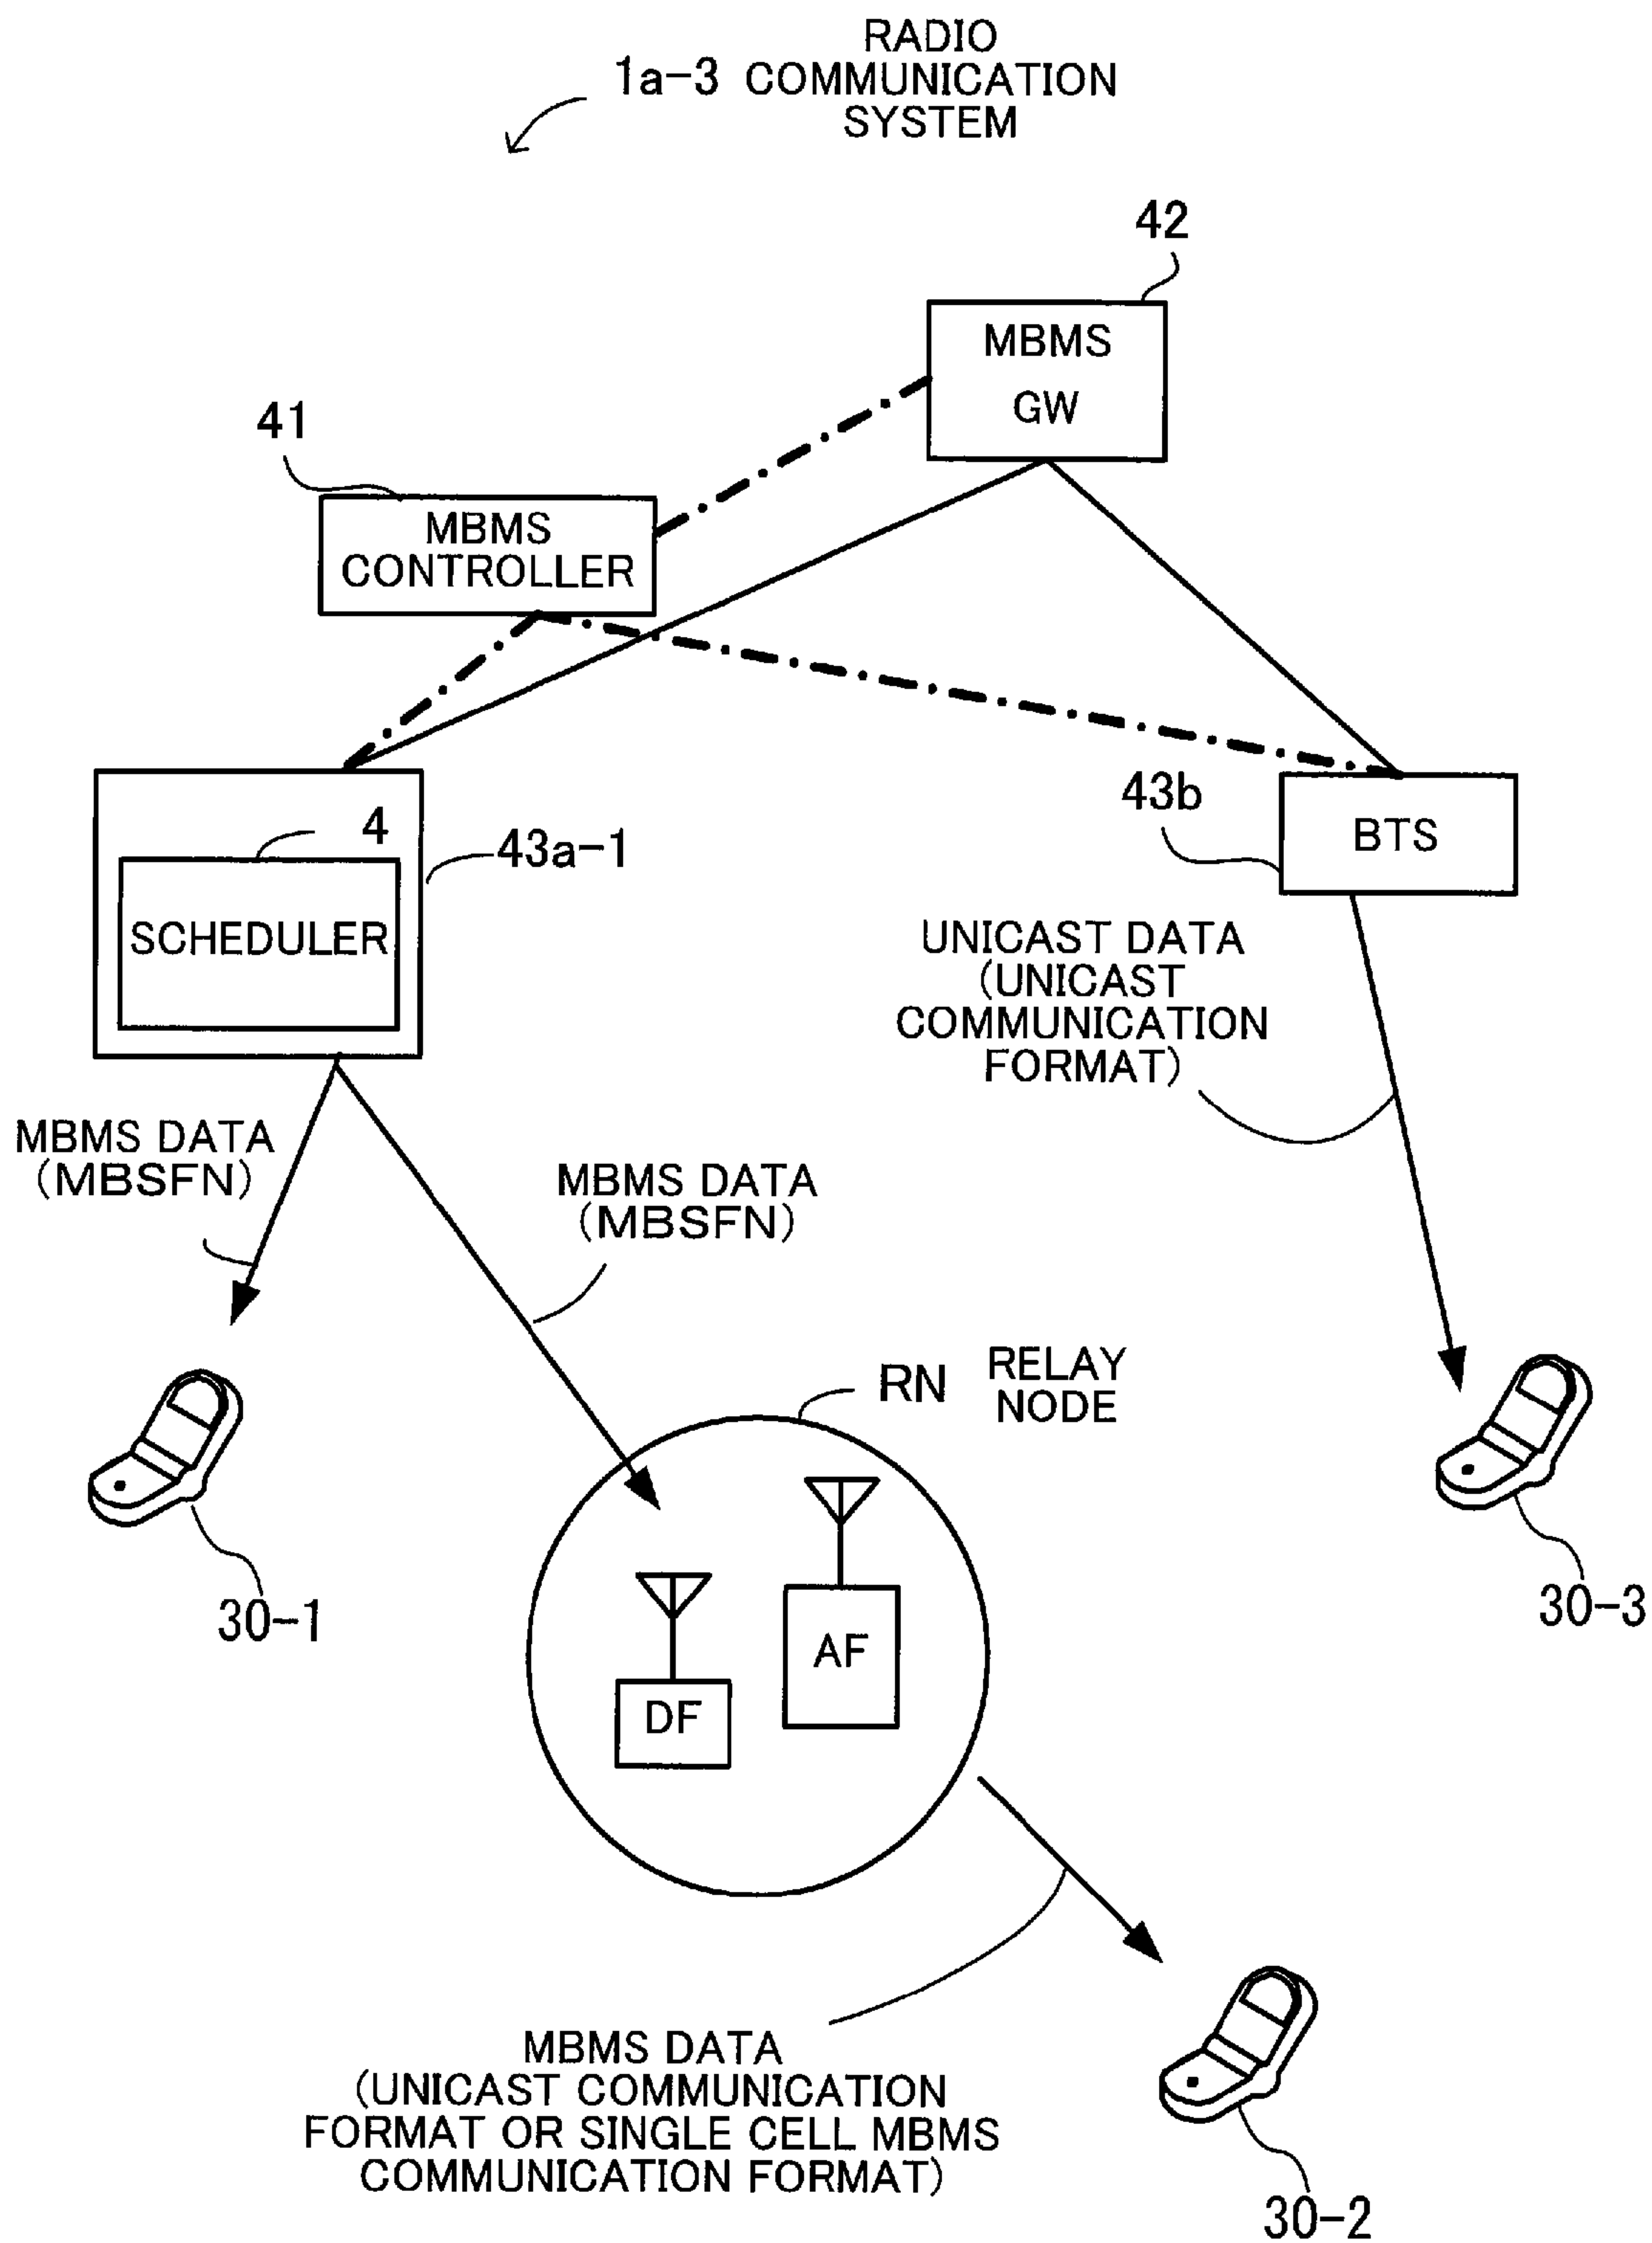 RADIO
1a-3 COMMUNICATION
SYSTEM
42
MBMS
GW
41
MBMS
CONTROLLER
4
43a-1
SCHEDULER
43b
BTS
UNICAST DATA
(UNICAST
COMMUNICATION
FORMAT)
MBMS DATA
(MBSFN)
MBMS DATA
(MBSFN)
RN
RELAY
NODE
30-1
30-3
AF
DF
MBMS DATA
(UNICAST COMMUNICATION
FORMAT OR SINGLE CELL MBMS
COMMUNICATION FORMAT)
30-2